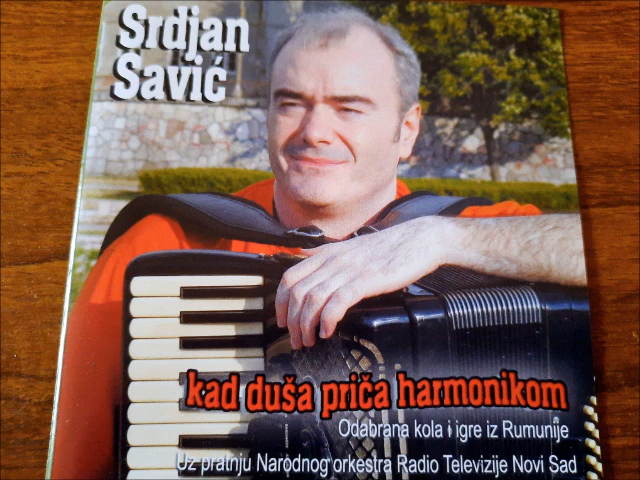 Srdjan
Savić
kad duša priča harmonikom
Odabrana kola i igre iz Rumunije
Uz pratnju Narodnog orkestra Radio Televizije Novi Sad